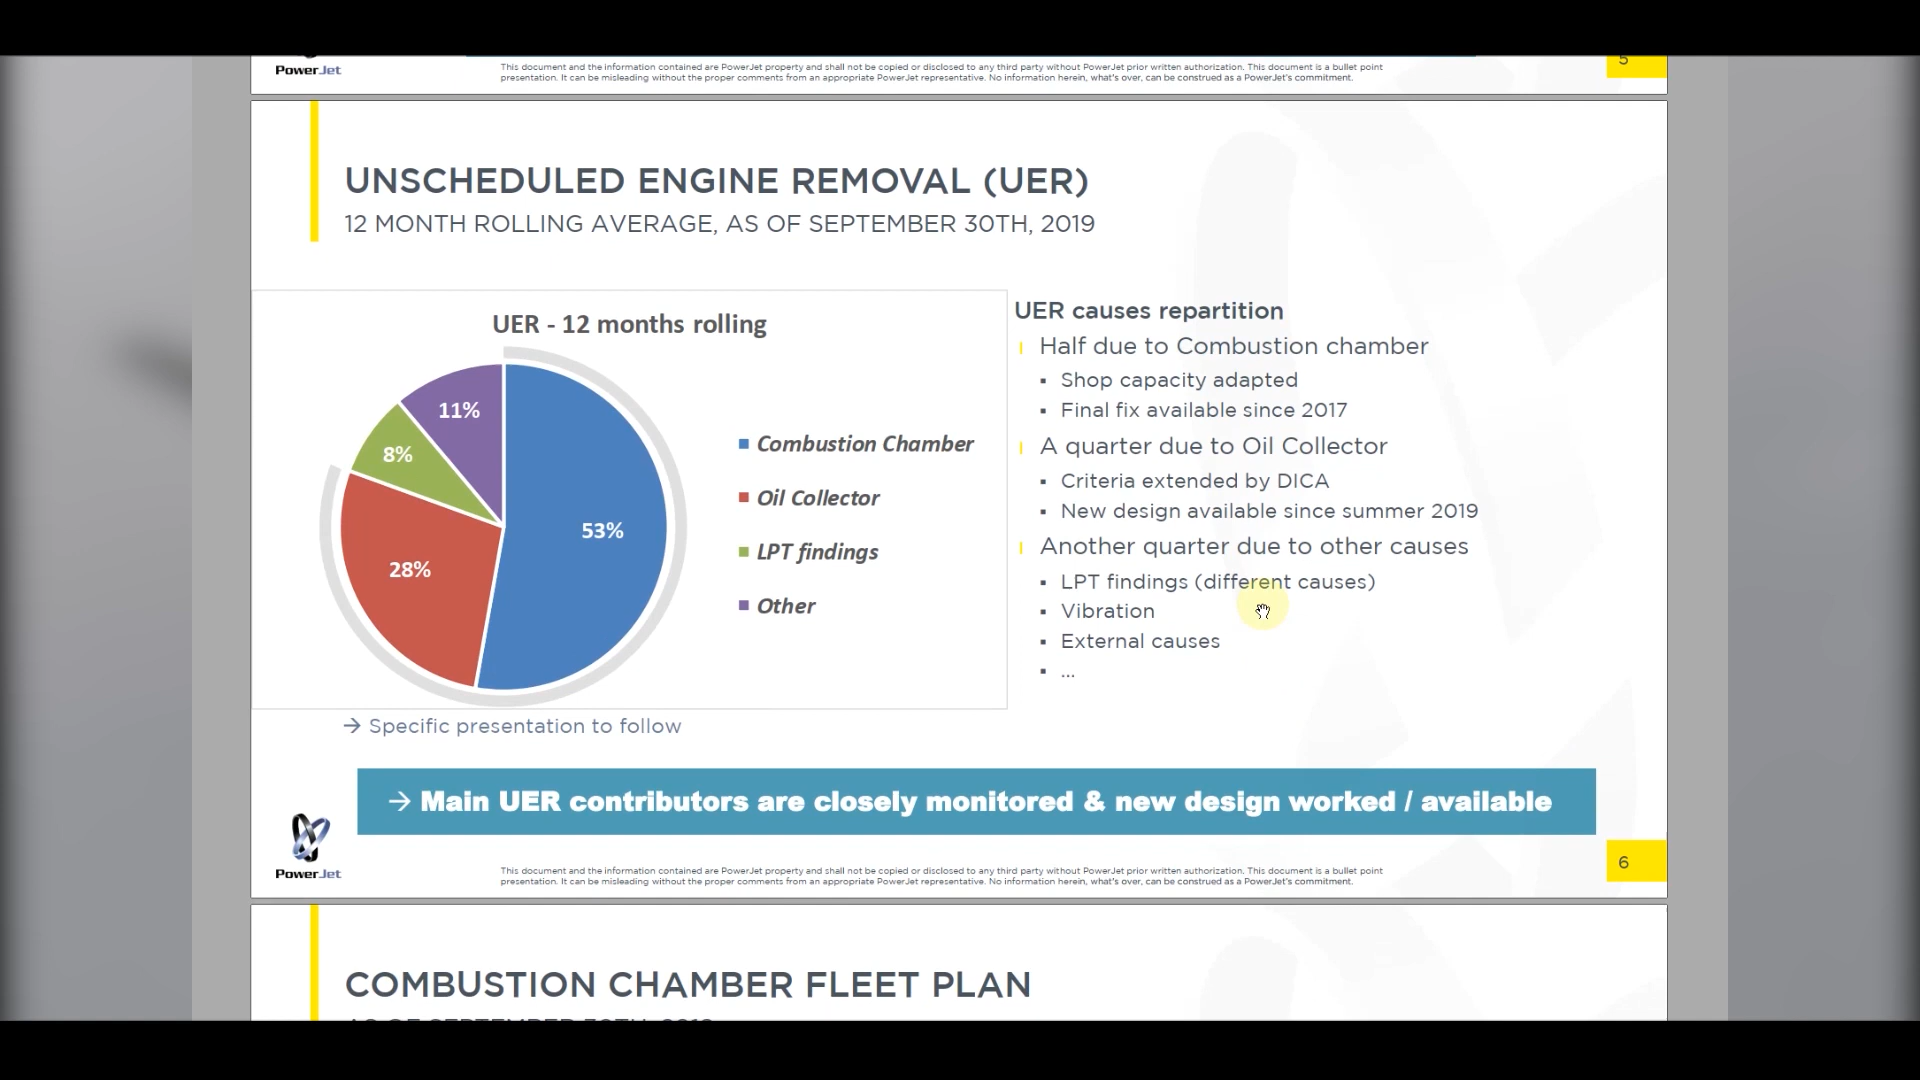 PowerJet
This document and the information contained are PowerJet property and shall not be copied or disclosed to any third party without PowerJet prior written authorization. This document is a bullet point
presentation. It can be misleading without the proper comments from an appropriate PowerJet representative. No information herein, what's over, can be construed as a PowerJet's commitment.
5
UNSCHEDULED ENGINE REMOVAL (UER)
12 MONTH ROLLING AVERAGE, AS OF SEPTEMBER 30TH, 2019
UER - 12 months rolling
11%
8%
53%
28%
Combustion Chamber
Oil Collector
LPT findings
Other
UER causes repartition
Half due to Combustion chamber
▪ Shop capacity adapted
▪ Final fix available since 2017
A quarter due to Oil Collector
▪ Criteria extended by DICA
▪ New design available since summer 2019
Another quarter due to other causes
▪ LPT findings (different causes)
▪ Vibration
▪ External causes
▪ ...
→ Specific presentation to follow
→ Main UER contributors are closely monitored & new design worked / available
PowerJet
This document and the information contained are PowerJet property and shall not be copied or disclosed to any third party without PowerJet prior written authorization. This document is a bullet point
presentation. It can be misleading without the proper comments from an appropriate PowerJet representative. No information herein, what's over, can be construed as a PowerJet's commitment.
6
COMBUSTION CHAMBER FLEET PLAN
AS OF SEPTEMBER 30TH, 2019